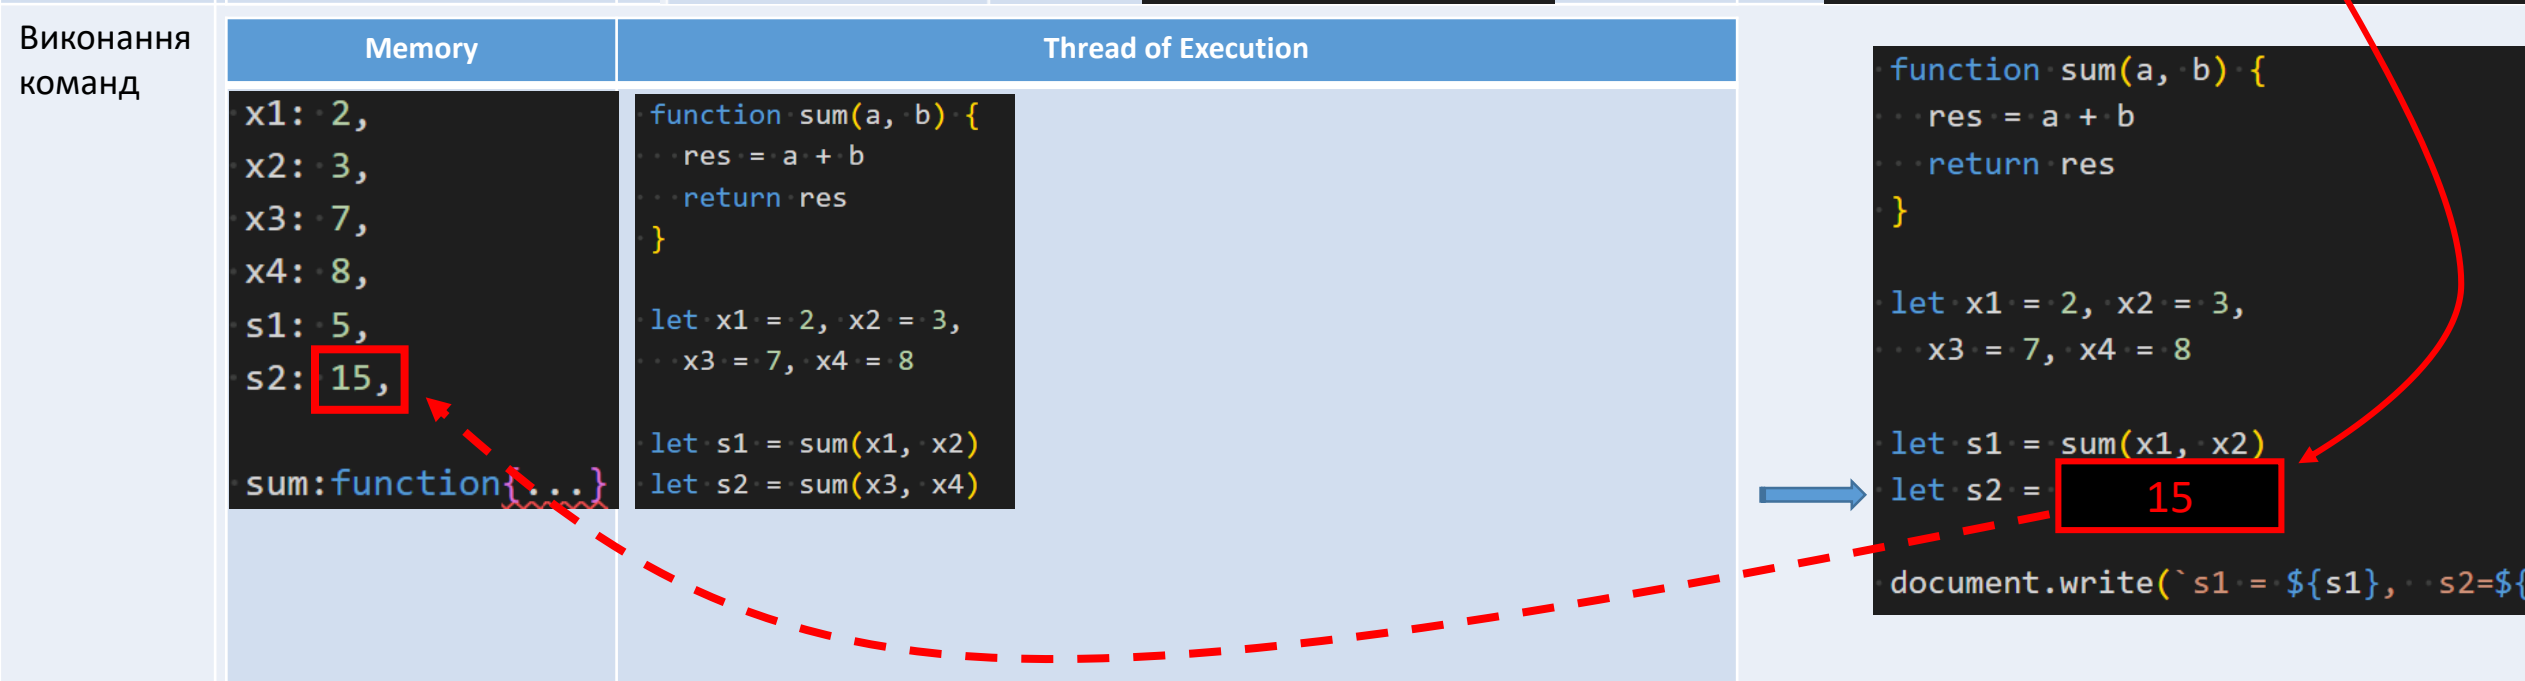 Виконання
команд
Memory
Thread of Execution
x1: 2,
x2: 3,
x3: 7,
x4: 8,
s1: 5,
s2: 15,
sum:function{...}
function sum(a, b) {
res = a + b
return res
}
let x1 = 2, x2 = 3,
x3 = 7, x4 = 8
let s1 = sum(x1, x2)
let s2 = sum(x3, x4)
function sum(a, b) {
res = a + b
return res
}
let x1 = 2, x2 = 3,
x3 = 7, x4 = 8
let s1 = sum(x1, x2)
let s2 = 15
document.write(`s1 = ${s1}, s2=${